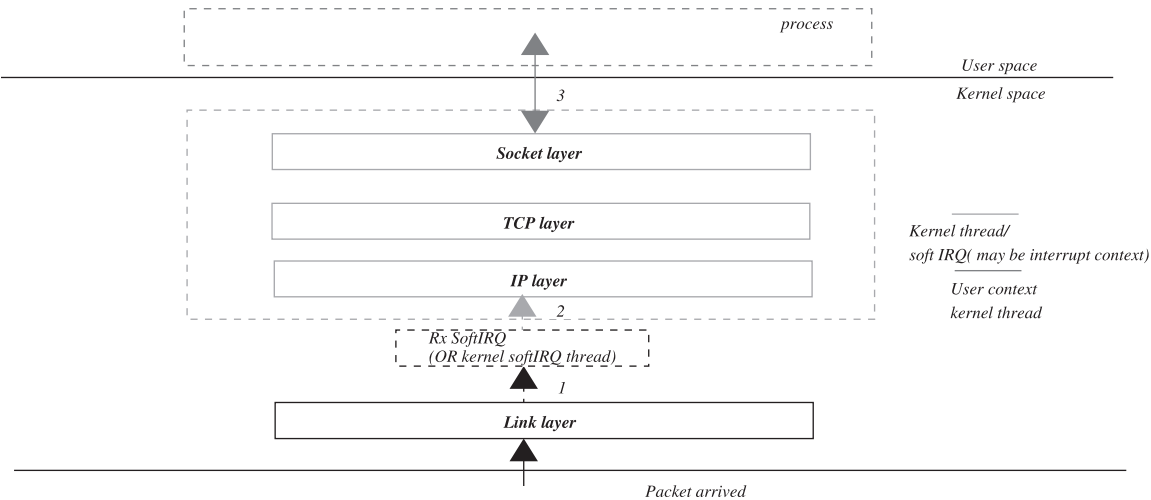 process
User space
Kernel space
3
Socket layer
TCP layer
Kernel thread/
soft IRQ( may be interrupt context)
IP layer
User context
kernel thread
2
Rx SoftIRQ
(OR kernel softIRQ thread)
1
Link layer
Packet arrived